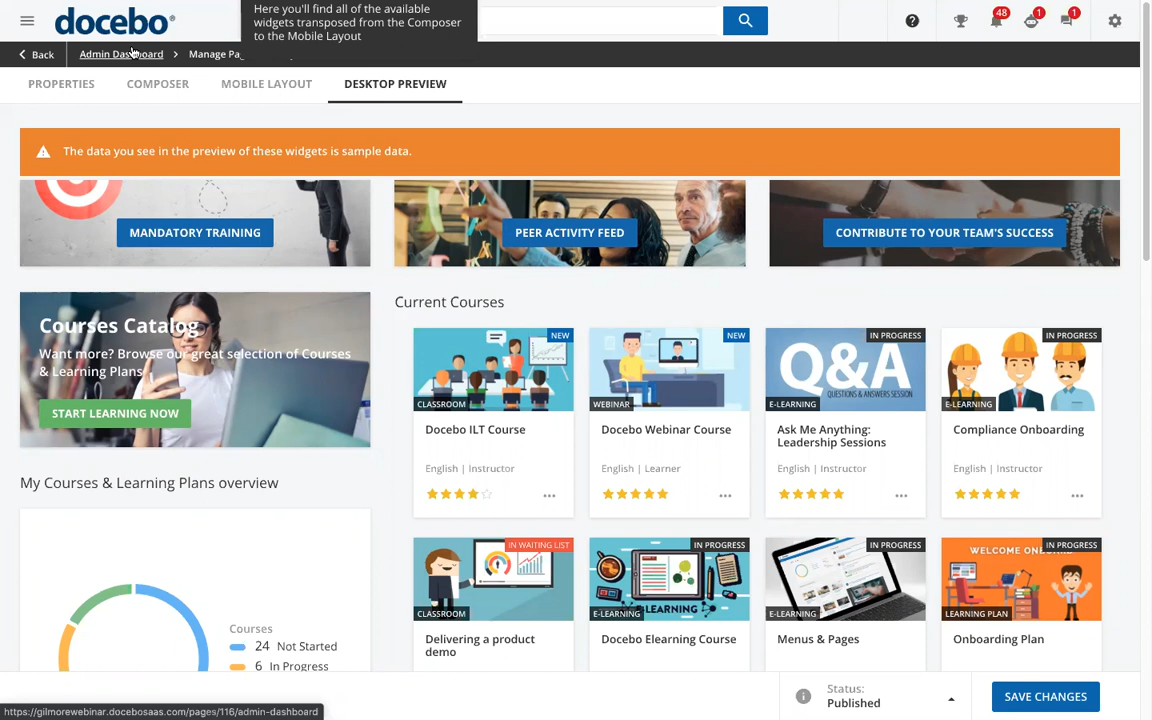 docebo
Here you'll find all of the available
widgets transposed from the Composer
to the Mobile Layout
48
1
1
Back
Admin Dashboard
Manage Pa
PROPERTIES
COMPOSER
MOBILE LAYOUT
DESKTOP PREVIEW
The data you see in the preview of these widgets is sample data.
MANDATORY TRAINING
PEER ACTIVITY FEED
CONTRIBUTE TO YOUR TEAM'S SUCCESS
Courses Catalog
Want more? Browse our great selection of Courses
& Learning Plans
START LEARNING NOW
My Courses & Learning Plans overview
Courses
24 Not Started
6 In Progress
Current Courses
NEW
CLASSROOM
Docebo ILT Course
English | Instructor
NEW
WEBINAR
Docebo Webinar Course
English | Learner
IN PROGRESS
Q&A
QUESTIONS & ANSWERS SESSION
E-LEARNING
Ask Me Anything:
Leadership Sessions
English | Instructor
IN PROGRESS
E-LEARNING
Compliance Onboarding
English | Instructor
IN WAITING LIST
CLASSROOM
Delivering a product
demo
IN PROGRESS
E-LEARNING
LEARNING
Docebo Elearning Course
IN PROGRESS
E-LEARNING
Menus & Pages
IN PROGRESS
WELCOME ONBO
LEARNING PLAN
Onboarding Plan
Status:
Published
SAVE CHANGES
https://gilmorewebinar.docebosaas.com/pages/116/admin-dashboard